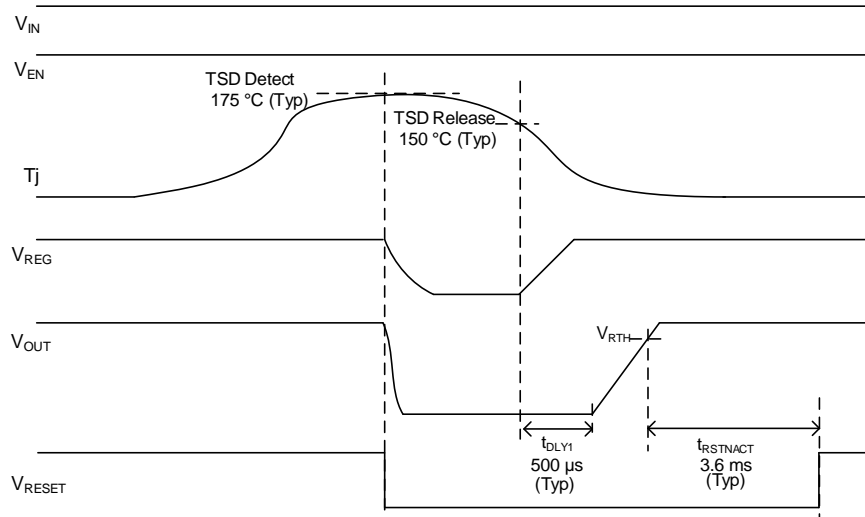 VIN
VEN
TSD Detect
175 °C (Typ)
TSD Release
150 °C (Typ)
Tj
VREG
VOUT
VRTH
tDLY1
500 µs
(Typ)
tRSTNACT
3.6 ms
(Typ)
VRESET